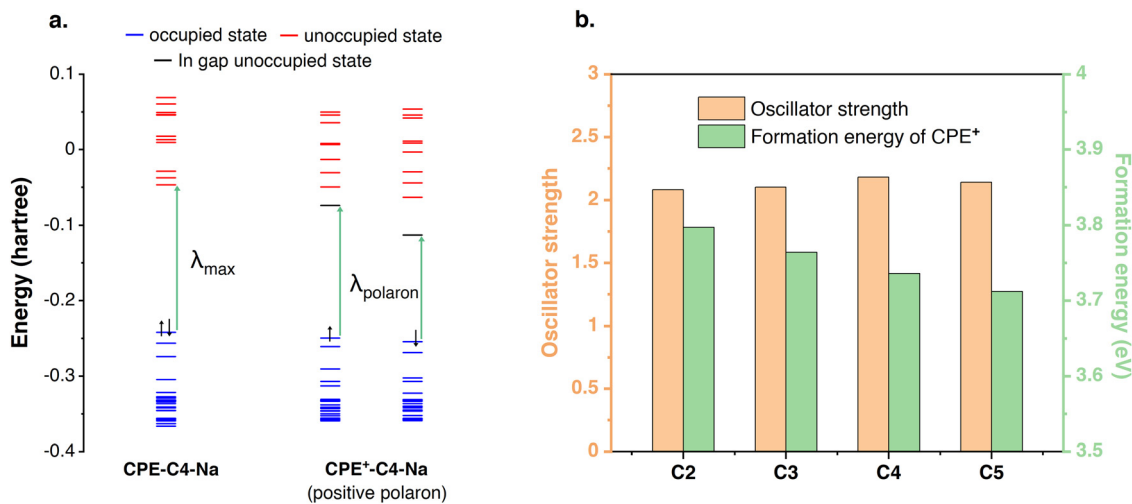 a.
occupied state
unoccupied state
In gap unoccupied state
Energy (hartree)
0.1
0
-0.1
-0.2
-0.3
-0.4
λmax
λpolaron
CPE-C4-Na
CPE⁺-C4-Na
(positive polaron)
b.
Oscillator strength
3
2.5
2
1.5
1
0.5
0
Oscillator strength
Formation energy of CPE⁺
C2
C3
C4
C5
4
3.9
3.8
3.7
3.6
3.5
Formation energy (eV)